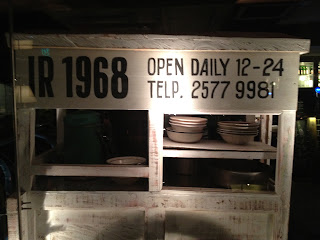 IR 1968
OPEN DAILY 12-24
TELP. 2577 9981